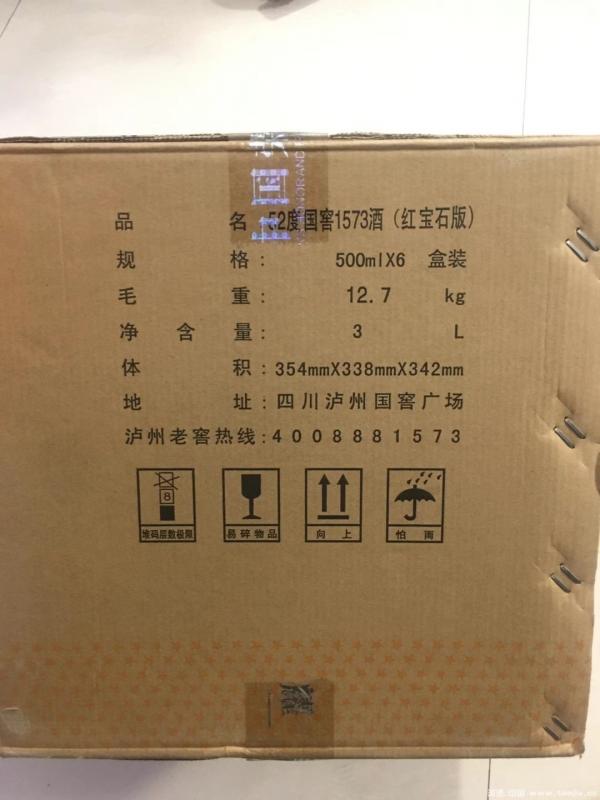 品 名 52度国窖1573酒（红宝石版）
规 格： 500mlX6 盒装
毛 重： 12.7 kg
净 含 量： 3 L
体 积：354mmX338mmX342mm
地 址：四川泸州国窖广场
泸州老窖热线：4008881573
8
堆码层数极限 易碎物品 向上 怕雨